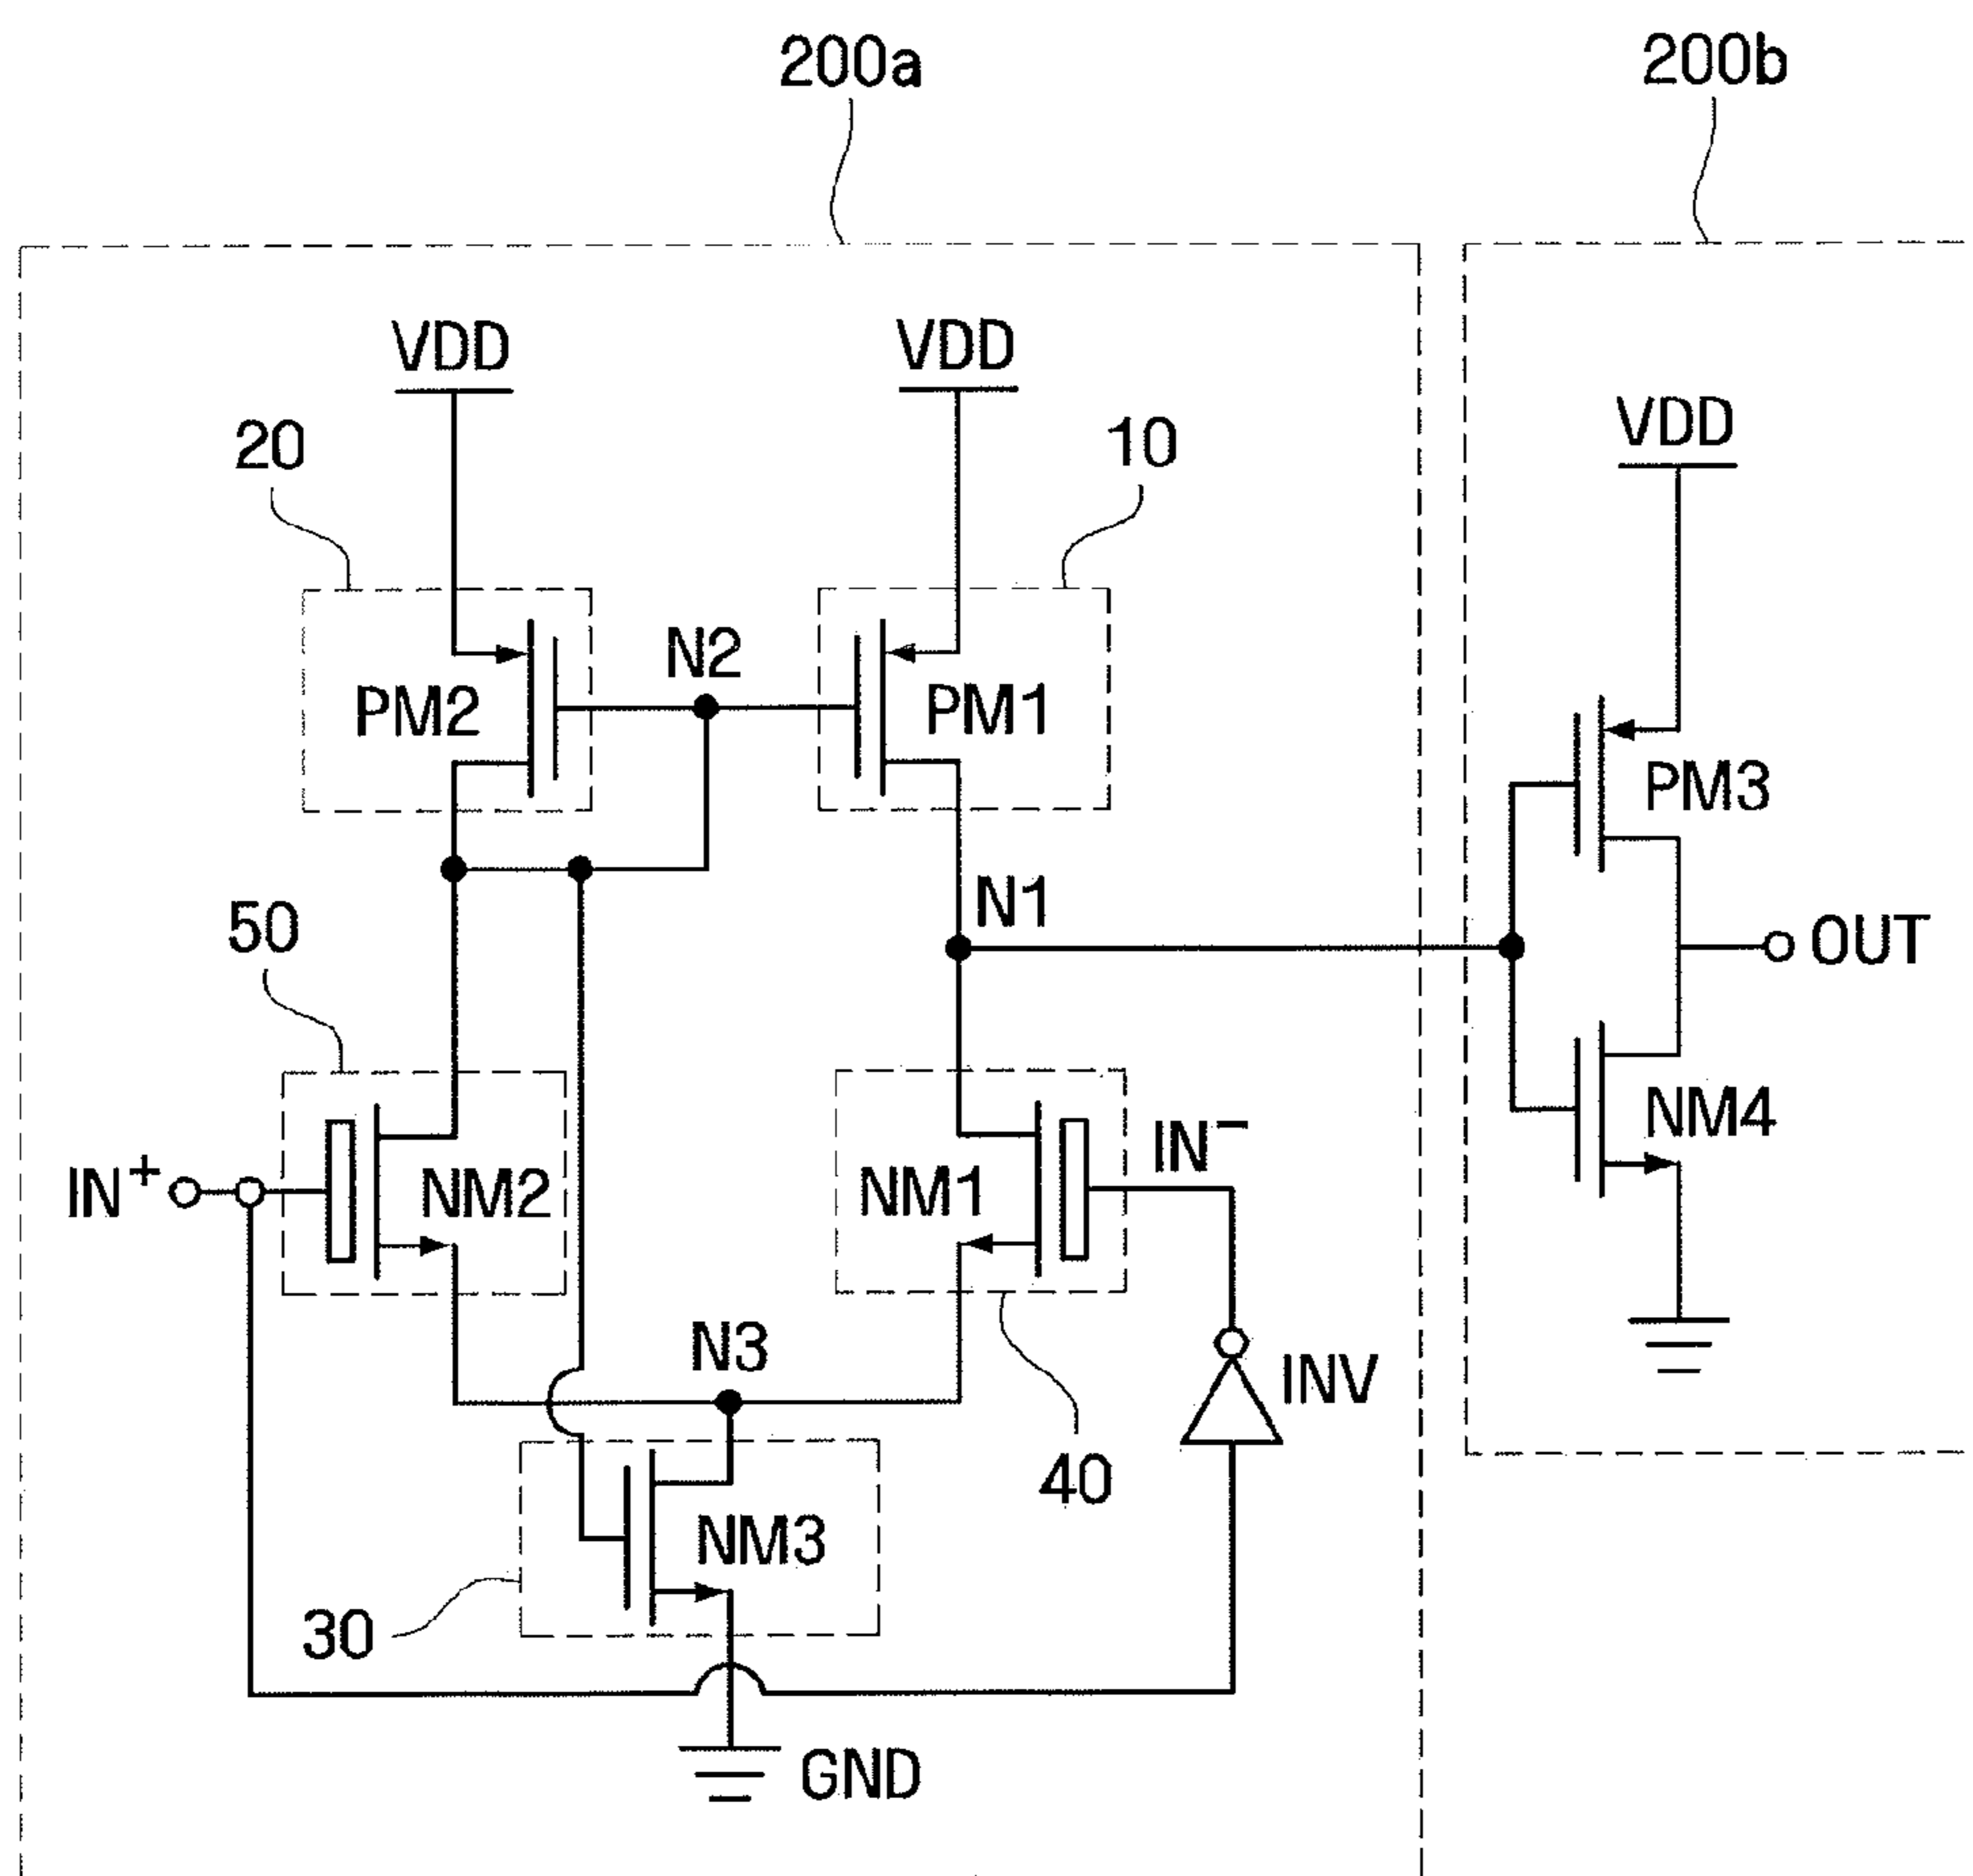 200a
200b
VDD
VDD
VDD
20
10
N2
PM2
PM1
PM3
N1
50
OUT
IN+
NM2
NM1
IN−
NM4
N3
INV
40
NM3
30
GND